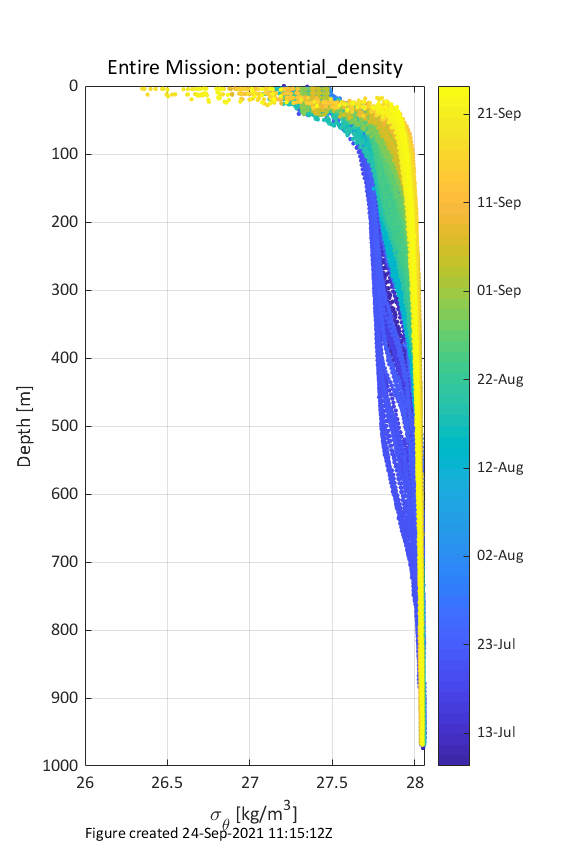 Entire Mission: potential_density
0
100
200
300
400
500
600
700
800
900
1000
Depth [m]
26
26.5
27
27.5
28
σθ [kg/m³]
21-Sep
11-Sep
01-Sep
22-Aug
12-Aug
02-Aug
23-Jul
13-Jul
Figure created 24-Sep-2021 11:15:12Z